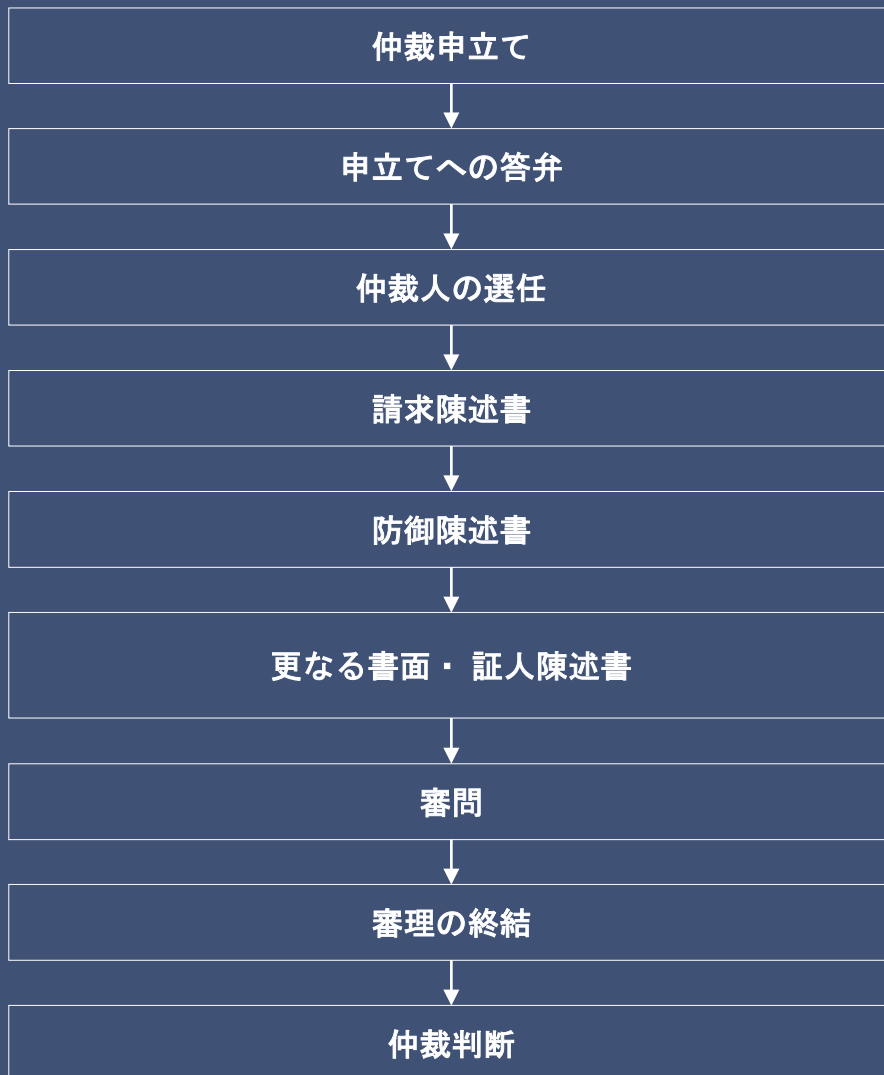 仲裁申立て
申立てへの答弁
仲裁人の選任
請求陳述書
防御陳述書
更なる書面・ 証人陳述書
審問
審理の終結
仲裁判断